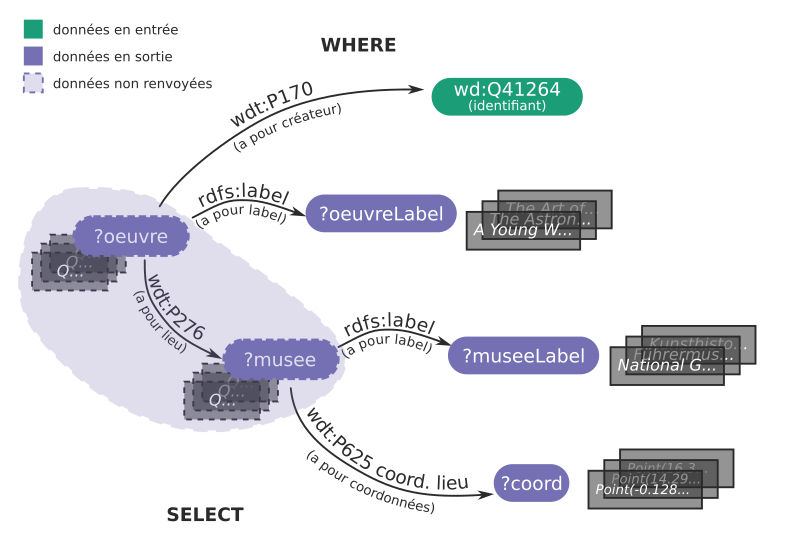 données en entrée
données en sortie
données non renvoyées
WHERE
wdt:P170
(a pour créateur)
wd:Q41264
(identifiant)
rdfs:label
(a pour label)
?oeuvreLabel
The Art of...
The Astron...
A Young W...
?oeuvre
Q...
Q...
wdt:P276
(a pour lieu)
?musee
Q...
Q...
Q...
rdfs:label
(a pour label)
?museeLabel
Kunsthisto...
Führermus...
National G...
wdt:P625 coord. lieu
(a pour coordonnées)
?coord
Point(16.3...
Point(14.29...
Point(-0.128...
SELECT